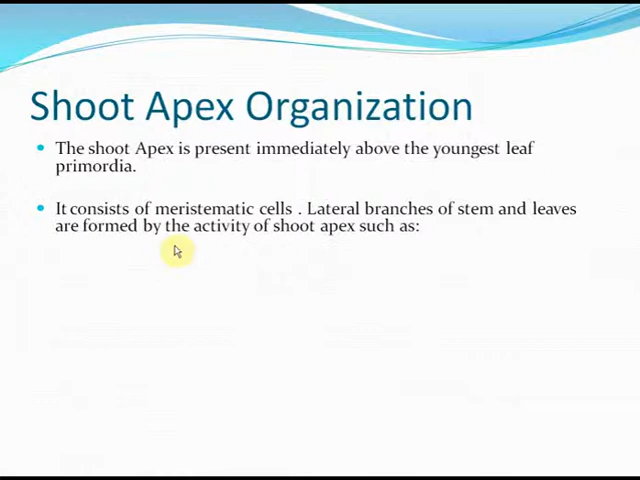 Shoot Apex Organization
The shoot Apex is present immediately above the youngest leaf
primordia.
It consists of meristematic cells . Lateral branches of stem and leaves
are formed by the activity of shoot apex such as: